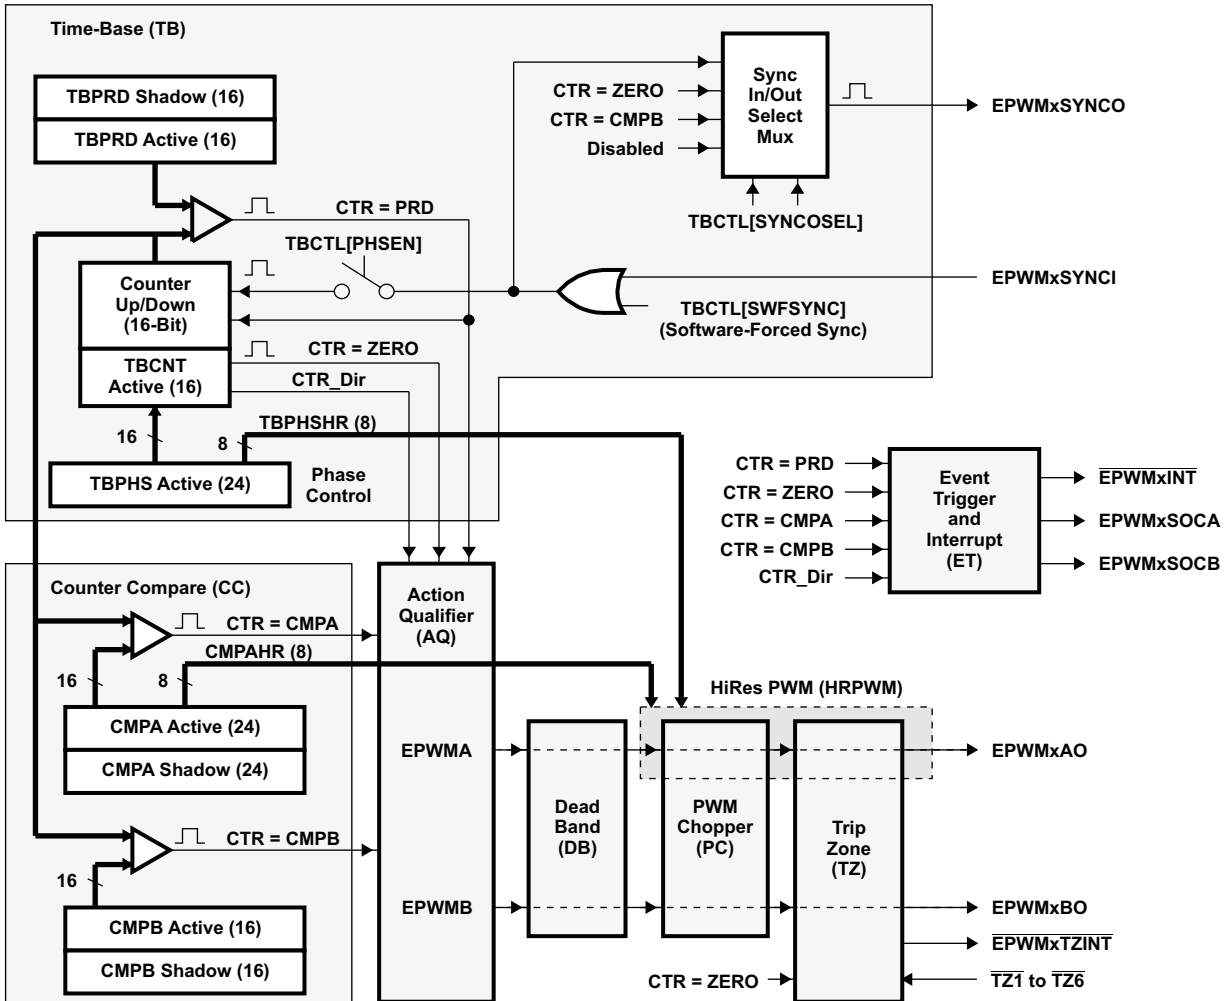 Time-Base (TB)
TBPRD Shadow (16)
TBPRD Active (16)
CTR = PRD
TBCTL[PHSEN]
Counter
Up/Down
(16-Bit)
TBCNT
Active (16)
CTR = ZERO
CTR_Dir
16
8
TBPHSHR (8)
TBPHS Active (24)
Phase
Control
CTR = ZERO
CTR = CMPB
Disabled
Sync
In/Out
Select
Mux
TBCTL[SYNCOSEL]
EPWMxSYNCO
EPWMxSYNCI
TBCTL[SWFSYNC]
(Software-Forced Sync)
CTR = PRD
CTR = ZERO
CTR = CMPA
CTR = CMPB
CTR_Dir
Event
Trigger
and
Interrupt
(ET)
EPWMxINT
EPWMxSOCA
EPWMxSOCB
Counter Compare (CC)
CTR = CMPA
CMPAHR (8)
16
8
CMPA Active (24)
CMPA Shadow (24)
CTR = CMPB
16
CMPB Active (16)
CMPB Shadow (16)
Action
Qualifier
(AQ)
EPWMA
EPWMB
Dead
Band
(DB)
HiRes PWM (HRPWM)
PWM
Chopper
(PC)
Trip
Zone
(TZ)
CTR = ZERO
EPWMxAO
EPWMxBO
EPWMxTZINT
TZ1 to TZ6